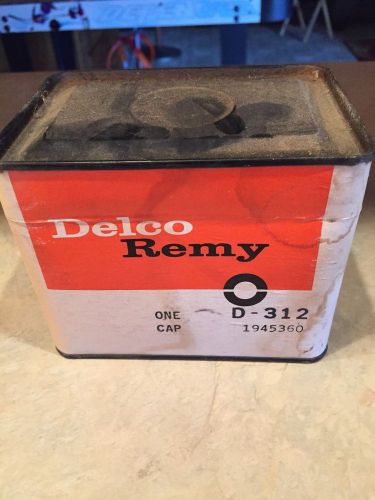 Delco
Remy
ONE D-312
CAP 1945360